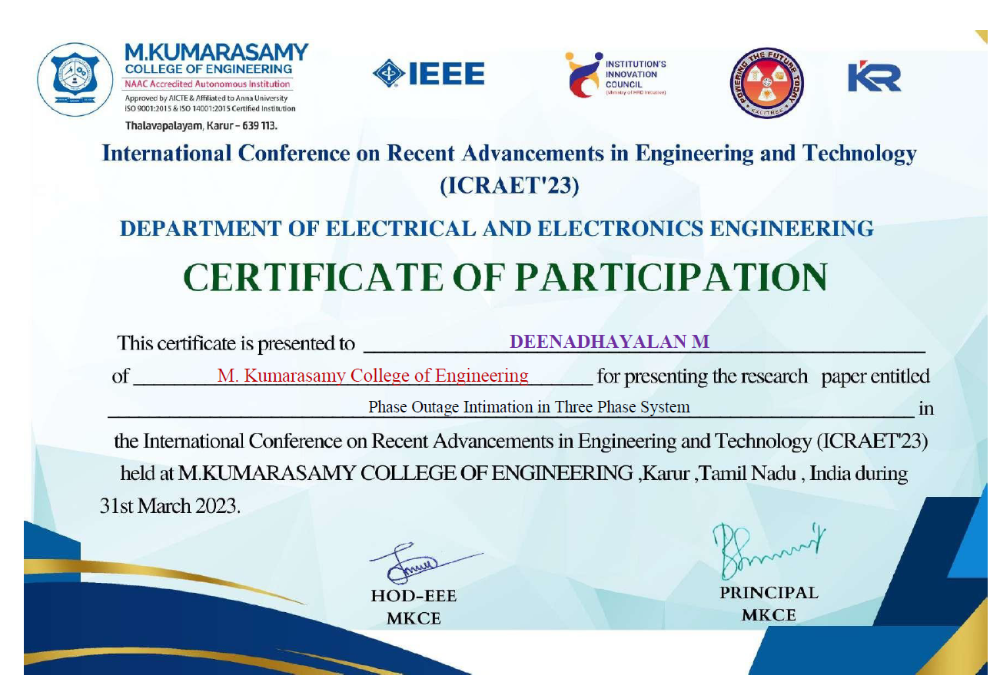 M.KUMARASAMY
COLLEGE OF ENGINEERING
NAAC Accredited Autonomous Institution
Approved by AICTE & Affiliated to Anna University
ISO 9001:2015 & ISO 14001:2015 Certified Institution
Thalavapalayam, Karur – 639 113.
IEEE
INSTITUTION'S
INNOVATION
COUNCIL
(Ministry of HRD Initiative)
POWERING THE FUTURE TODAY
EXCITREE
KR
International Conference on Recent Advancements in Engineering and Technology
(ICRAET'23)
DEPARTMENT OF ELECTRICAL AND ELECTRONICS ENGINEERING
CERTIFICATE OF PARTICIPATION
This certificate is presented to DEENADHAYALAN M
of M. Kumarasamy College of Engineering for presenting the research paper entitled
Phase Outage Intimation in Three Phase System in
the International Conference on Recent Advancements in Engineering and Technology (ICRAET'23)
held at M.KUMARASAMY COLLEGE OF ENGINEERING ,Karur ,Tamil Nadu , India during
31st March 2023.
HOD-EEE
MKCE
PRINCIPAL
MKCE